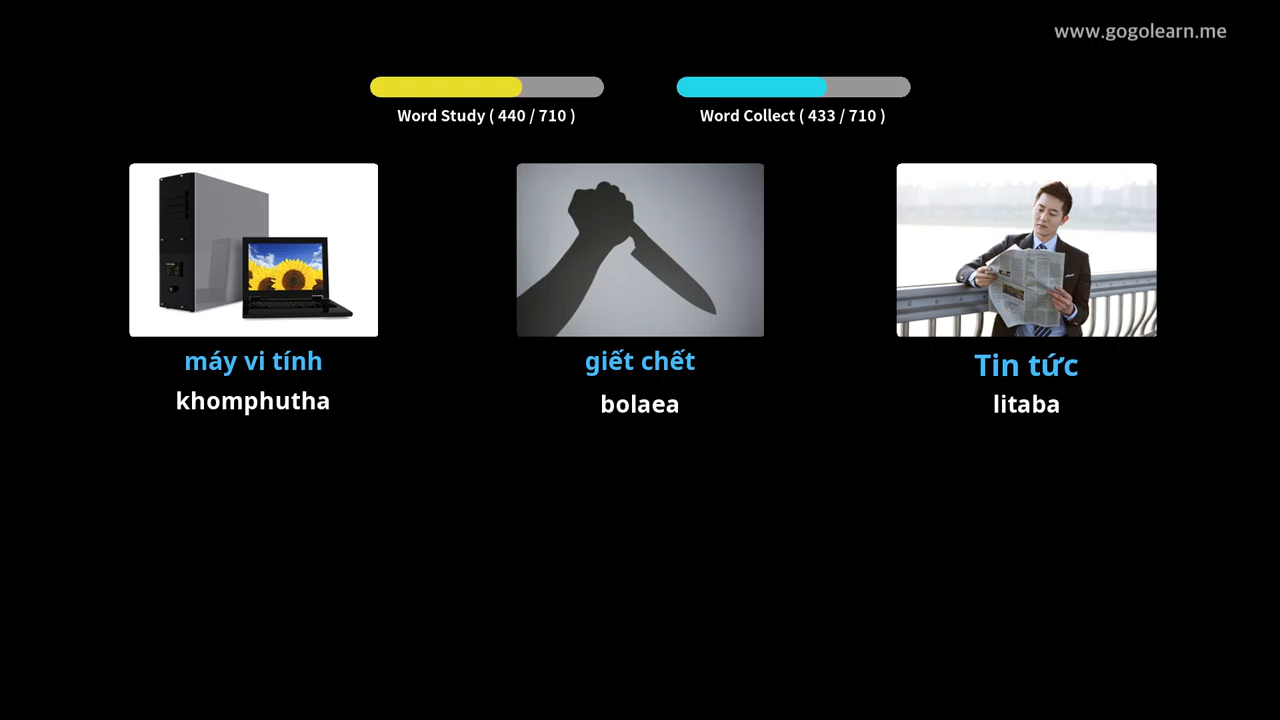 www.gogolearn.me
Word Study ( 440 / 710 )
Word Collect ( 433 / 710 )
máy vi tính
khomphutha
giết chết
bolaea
Tin tức
litaba